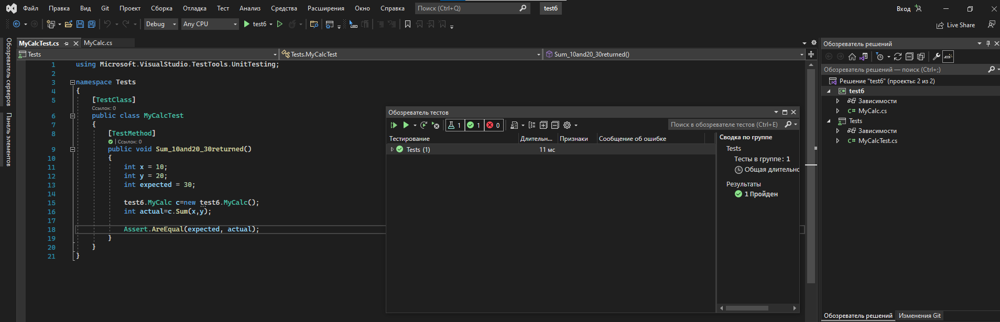 Файл Правка Вид Git Проект Сборка Отладка Тест Анализ Средства Расширения Окно Справка Поиск (Ctrl+Q) test6 Вход
Debug Any CPU test6 Live Share
Обозреватель серверов
Панель элементов
MyCalcTest.cs MyCalc.cs
Tests Tests.MyCalcTest Sum_10and20_30returned()
1 using Microsoft.VisualStudio.TestTools.UnitTesting;
2
3 namespace Tests
4 {
5 [TestClass]
Ссылок: 0
6 public class MyCalcTest
7 {
8 [TestMethod]
| Ссылок: 0
9 public void Sum_10and20_30returned()
10 {
11 int x = 10;
12 int y = 20;
13 int expected = 30;
14
15 test6.MyCalc c=new test6.MyCalc();
16 int actual=c.Sum(x,y);
17
18 Assert.AreEqual(expected, actual);
19 }
20 }
21 }
Обозреватель тестов
1 1 0 Поиск в обозревателе тестов (Ctrl+E)
Тестирование Длительн... Признаки Сообщение об ошибке
Tests (1) 11 мс
Сводка по группе
Tests
Тесты в группе: 1
Общая длительно
Результаты
1 Пройден
Обозреватель решений
Обозреватель решений — поиск (Ctrl+;)
Решение "test6" (проекты: 2 из 2)
test6
Зависимости
C# MyCalc.cs
Tests
Зависимости
C# MyCalcTest.cs
Обозреватель решений Изменения Git